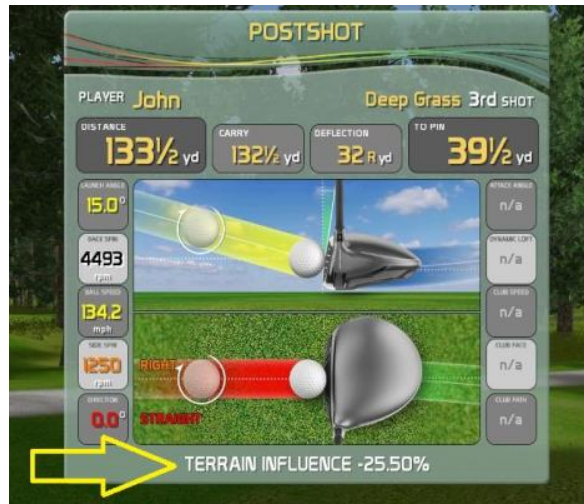 POSTSHOT
PLAYER John
Deep Grass 3rd SHOT
DISTANCE
133½ yd
CARRY
132½ yd
DEFLECTION
32 R yd
TO PIN
39½ yd
LAUNCH ANGLE
15.0°
ATTACK ANGLE
n/a
BACK SPIN
4493
rpm
DYNAMIC LOFT
n/a
BALL SPEED
134.2
mph
CLUB SPEED
n/a
SIDE SPIN
1250
rpm
RIGHT
CLUB FACE
n/a
DIRECTION
0.0°
STRAIGHT
CLUB PATH
n/a
TERRAIN INFLUENCE -25.50%